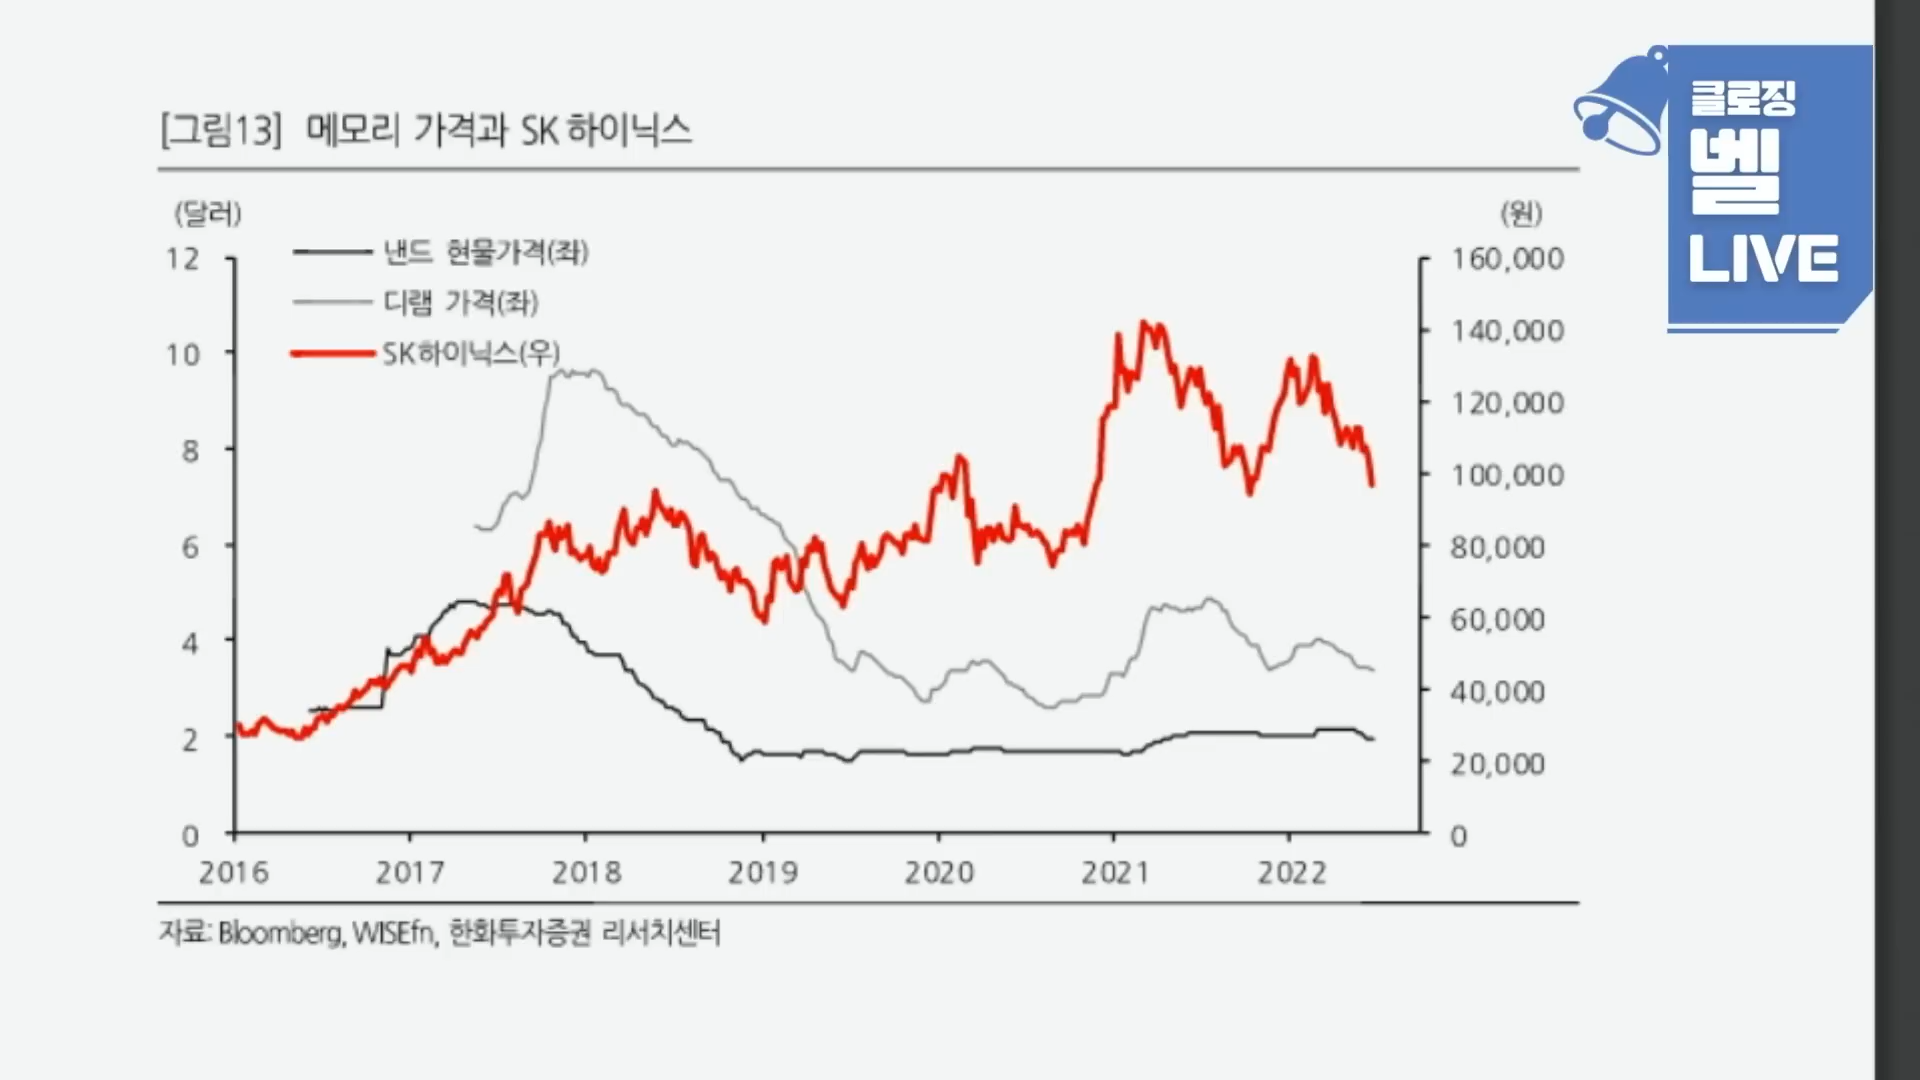 [그림13] 메모리 가격과 SK하이닉스
클로징
벨
LIVE
(달러)
(원)
낸드 현물가격(좌)
디램 가격(좌)
SK하이닉스(우)
12
10
8
6
4
2
0
160,000
140,000
120,000
100,000
80,000
60,000
40,000
20,000
0
2016 2017 2018 2019 2020 2021 2022
자료: Bloomberg, WISEfn, 한화투자증권 리서치센터